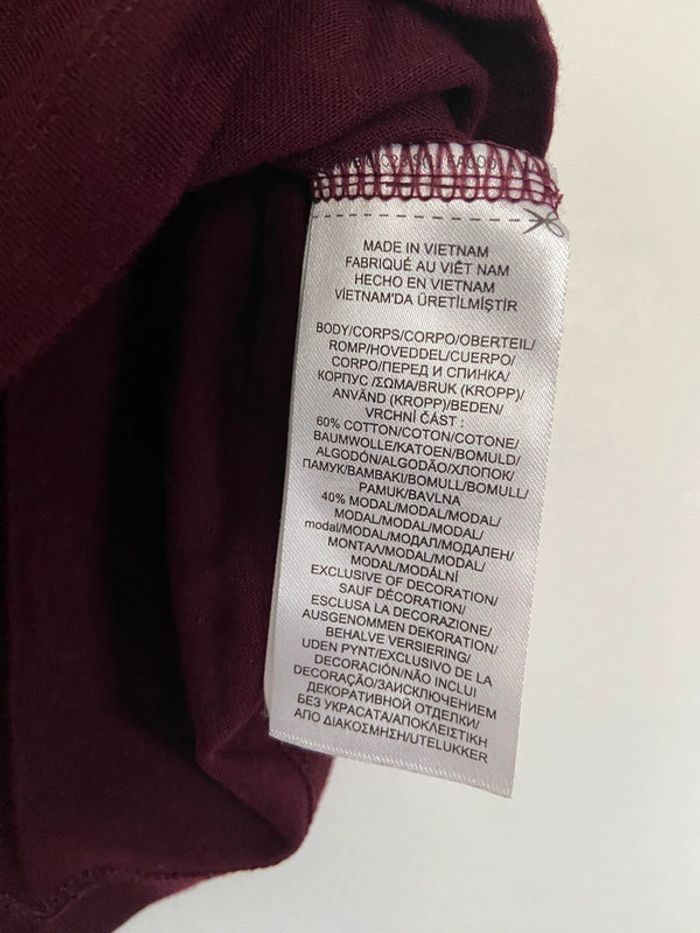 MADE IN VIETNAM
FABRIQUÉ AU VIÊT NAM
HECHO EN VIETNAM
VİETNAM'DA ÜRETİLMİŞTİR
BODY/CORPS/CORPO/OBERTEIL/
ROMP/HOVEDDEL/CUERPO/
CORPO/ПЕРЕД И СПИНКА/
КОРПУС /ΣΩΜΑ/BRUK (KROPP)/
ANVÄND (KROPP)/BEDEN/
VRCHNÍ ČÁST :
60% COTTON/COTON/COTONE/
BAUMWOLLE/KATOEN/BOMULD/
ALGODÓN/ALGODÃO/ХЛОПОК/
ПАМУК/ΒΑΜΒΑΚΙ/BOMULL/BOMULL/
PAMUK/BAVLNA
40% MODAL/MODAL/MODAL/
MODAL/MODAL/MODAL/
modal/MODAL/МОДАЛ/МОДАЛЕН/
ΜΟΝΤΑΛ/MODAL/MODAL/
MODAL/MODÁLNÍ
EXCLUSIVE OF DECORATION/
SAUF DÉCORATION/
ESCLUSA LA DECORAZIONE/
AUSGENOMMEN DEKORATION/
BEHALVE VERSIERING/
UDEN PYNT/EXCLUSIVO DE LA
DECORACIÓN/NÃO INCLUI
DECORAÇÃO/ЗАИСКЛЮЧЕНИЕМ
ДЕКОРАТИВНОЙ ОТДЕЛКИ/
БЕЗ УКРАСАТА/ΑΠΟΚΛΕΙΣΤΙΚΗ
ΑΠΟ ΔΙΑΚΟΣΜΗΣΗ/UTELUKKER